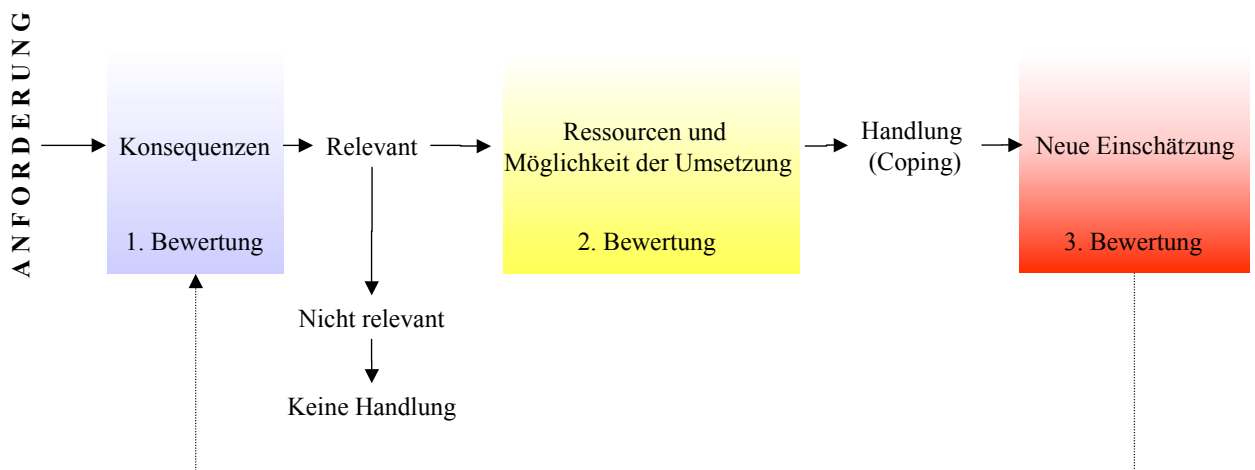 ANFORDERUNG
Konsequenzen
1. Bewertung
Relevant
Nicht relevant
Keine Handlung
Ressourcen und
Möglichkeit der Umsetzung
2. Bewertung
Handlung
(Coping)
Neue Einschätzung
3. Bewertung